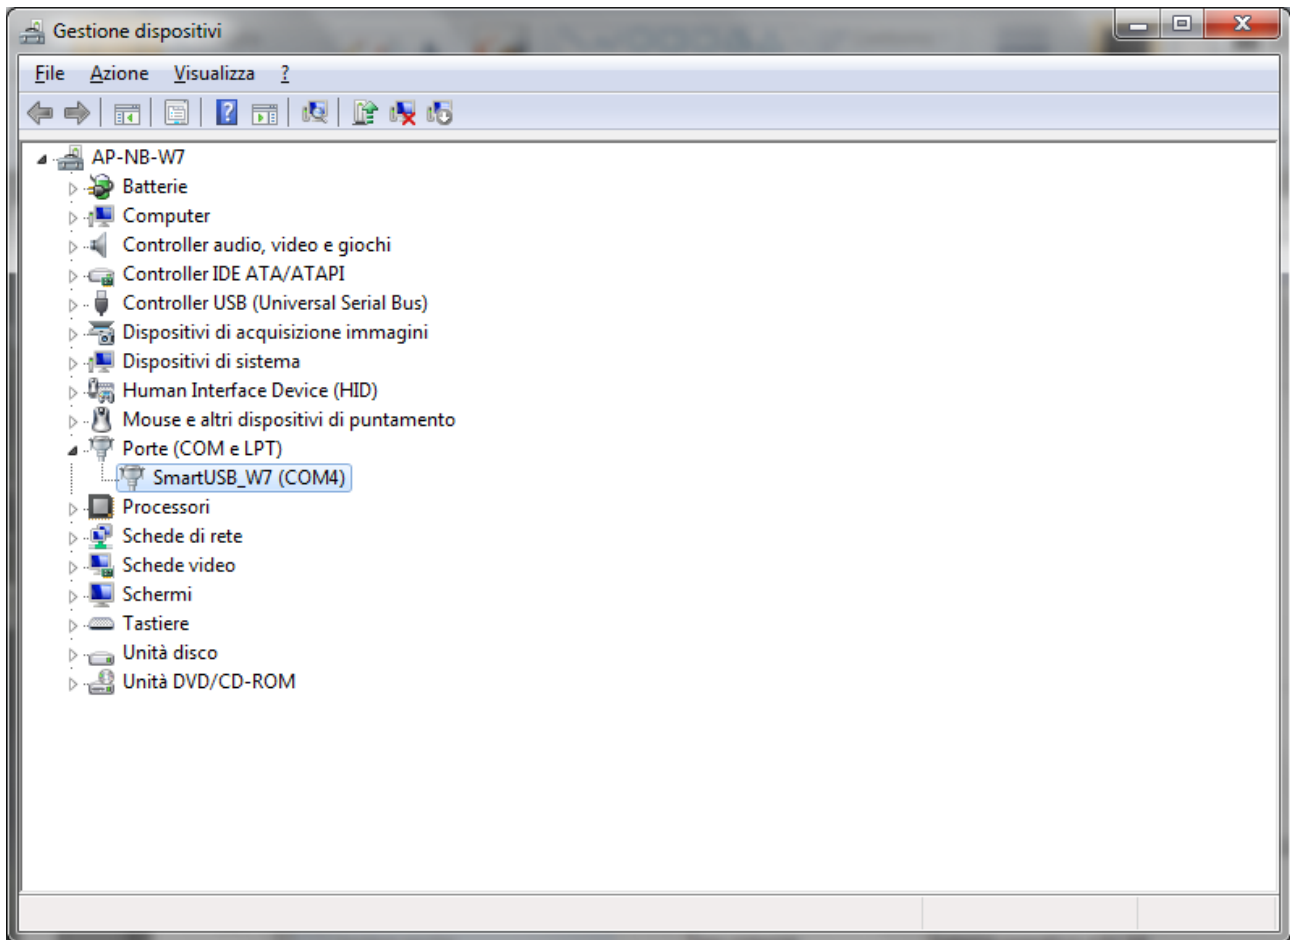 Gestione dispositivi
File Azione Visualizza ?
AP-NB-W7
Batterie
Computer
Controller audio, video e giochi
Controller IDE ATA/ATAPI
Controller USB (Universal Serial Bus)
Dispositivi di acquisizione immagini
Dispositivi di sistema
Human Interface Device (HID)
Mouse e altri dispositivi di puntamento
Porte (COM e LPT)
SmartUSB_W7 (COM4)
Processori
Schede di rete
Schede video
Schermi
Tastiere
Unità disco
Unità DVD/CD-ROM